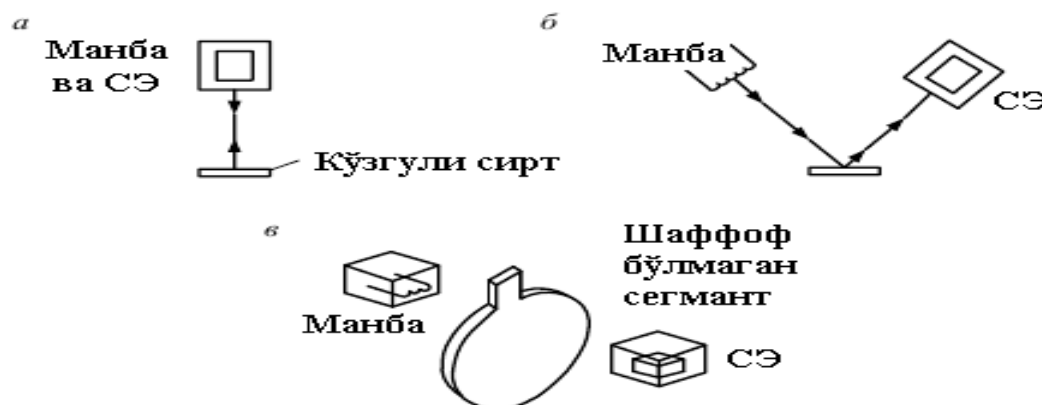 а
Манба
ва СЭ
Кўзгули сирт
б
Манба
СЭ
в
Манба
Шаффоф
бўлмаган
сегмант
СЭ